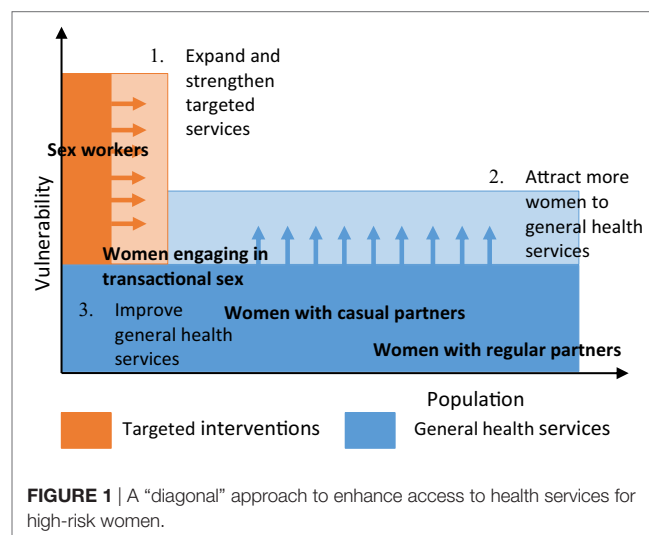 1. Expand and
strengthen
targeted
services
Sex workers
Vulnerability
2. Attract more
women to
general health
services
Women engaging in
transactional sex
3. Improve
general health
services
Women with casual partners
Women with regular partners
Population
Targeted interventions
General health services
FIGURE 1 | A “diagonal” approach to enhance access to health services for
high-risk women.